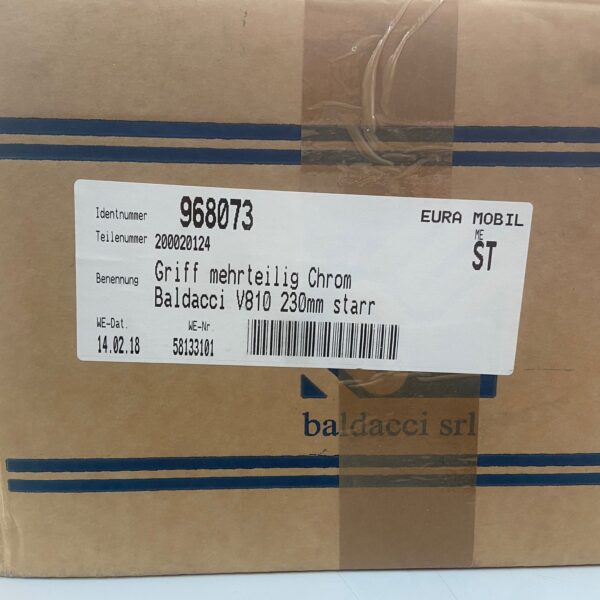 Identnummer 968073 EURA MOBIL
Teilenummer 200020124 ME
ST
Benennung Griff mehrteilig Chrom
Baldacci V810 230mm starr
WE-Dat. WE-Nr.
14.02.18 58133101
baldacci srl